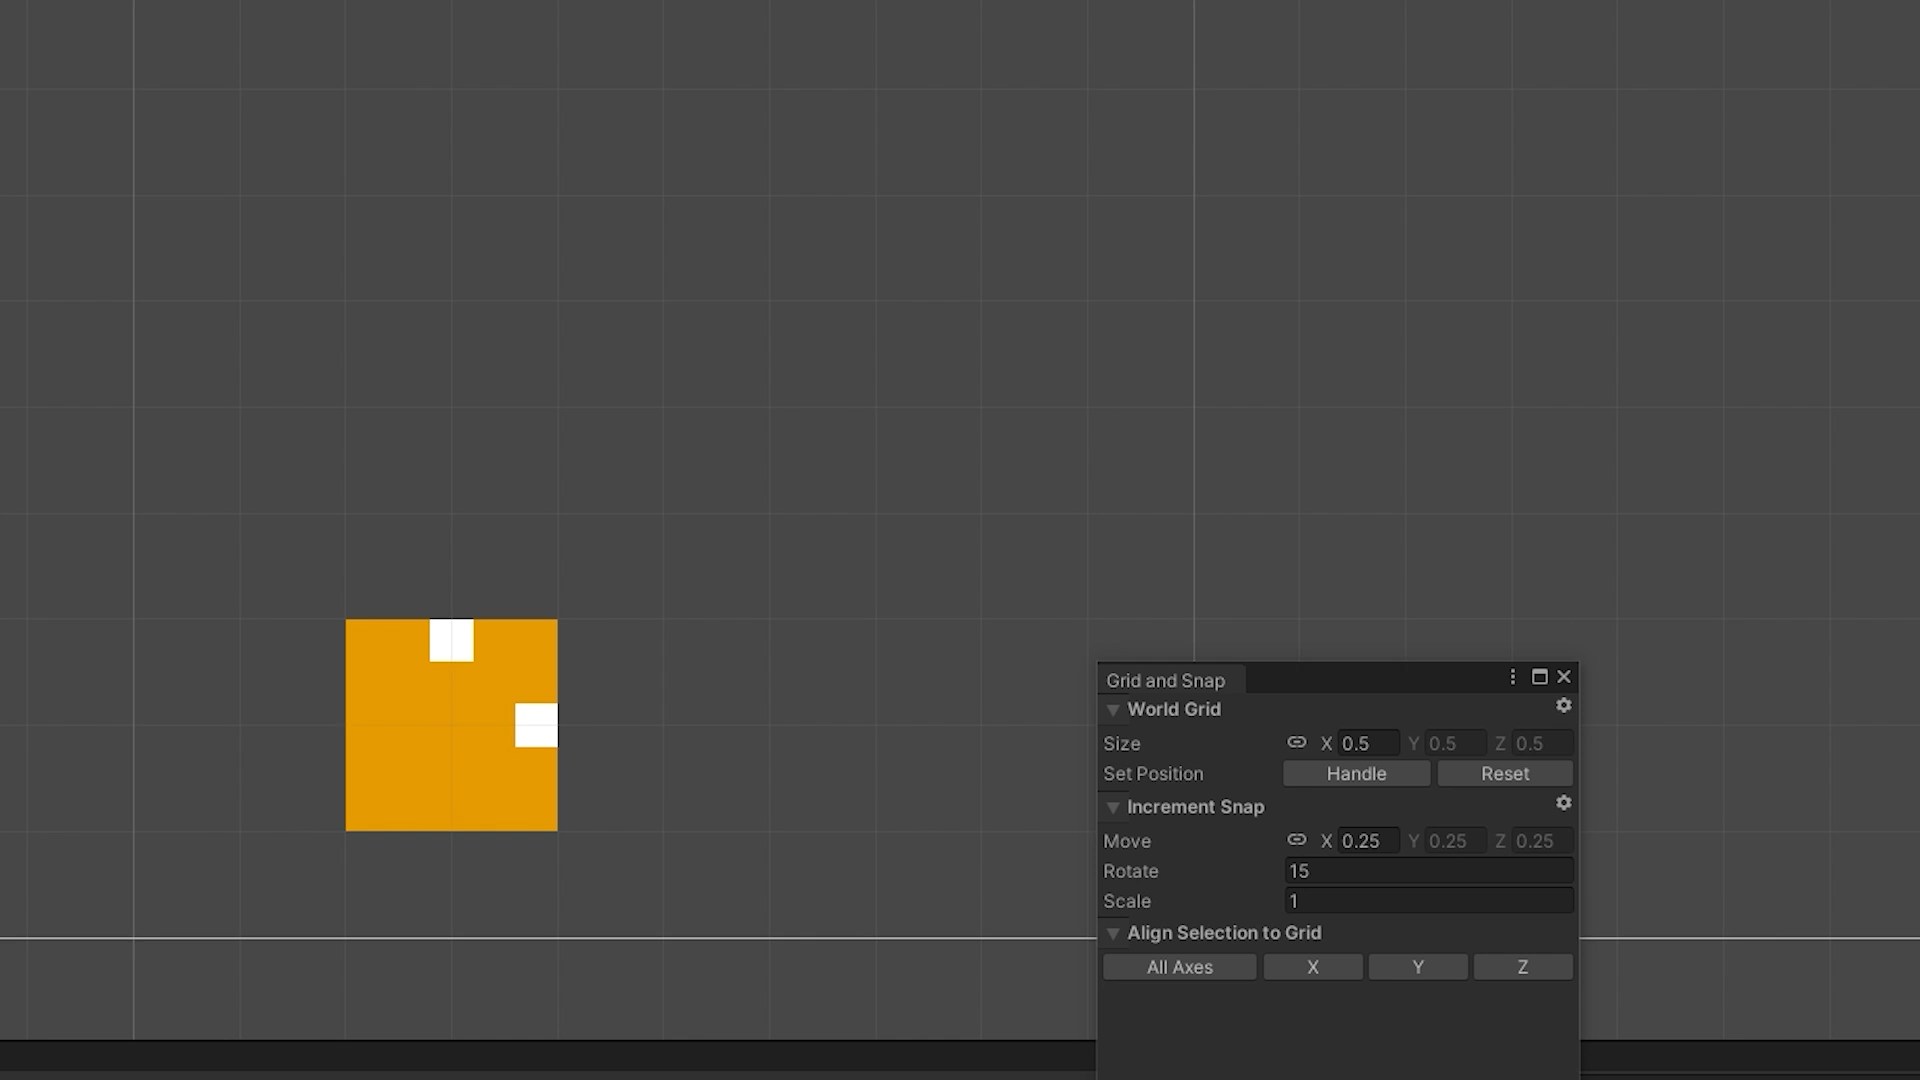 Grid and Snap
World Grid
Size X 0.5 Y 0.5 Z 0.5
Set Position Handle Reset
Increment Snap
Move X 0.25 Y 0.25 Z 0.25
Rotate 15
Scale 1
Align Selection to Grid
All Axes X Y Z